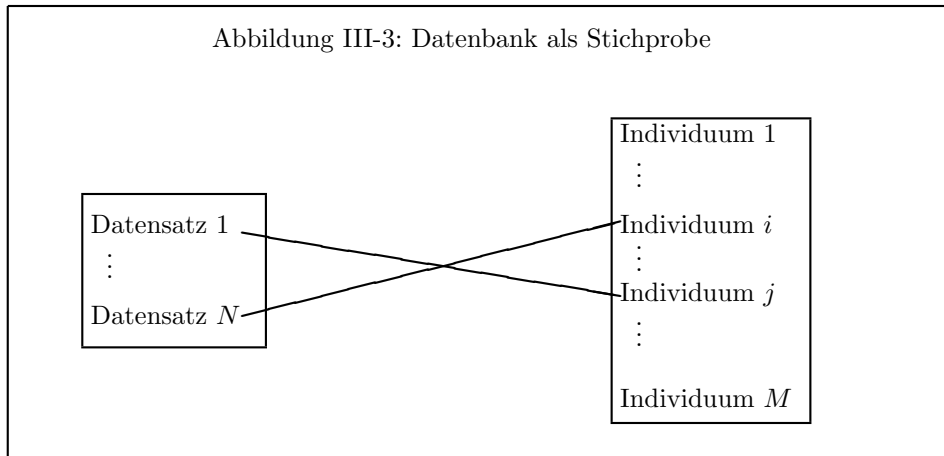 Abbildung III-3: Datenbank als Stichprobe
Datensatz 1
⋮
Datensatz N
Individuum 1
⋮
Individuum i
⋮
Individuum j
⋮
Individuum M